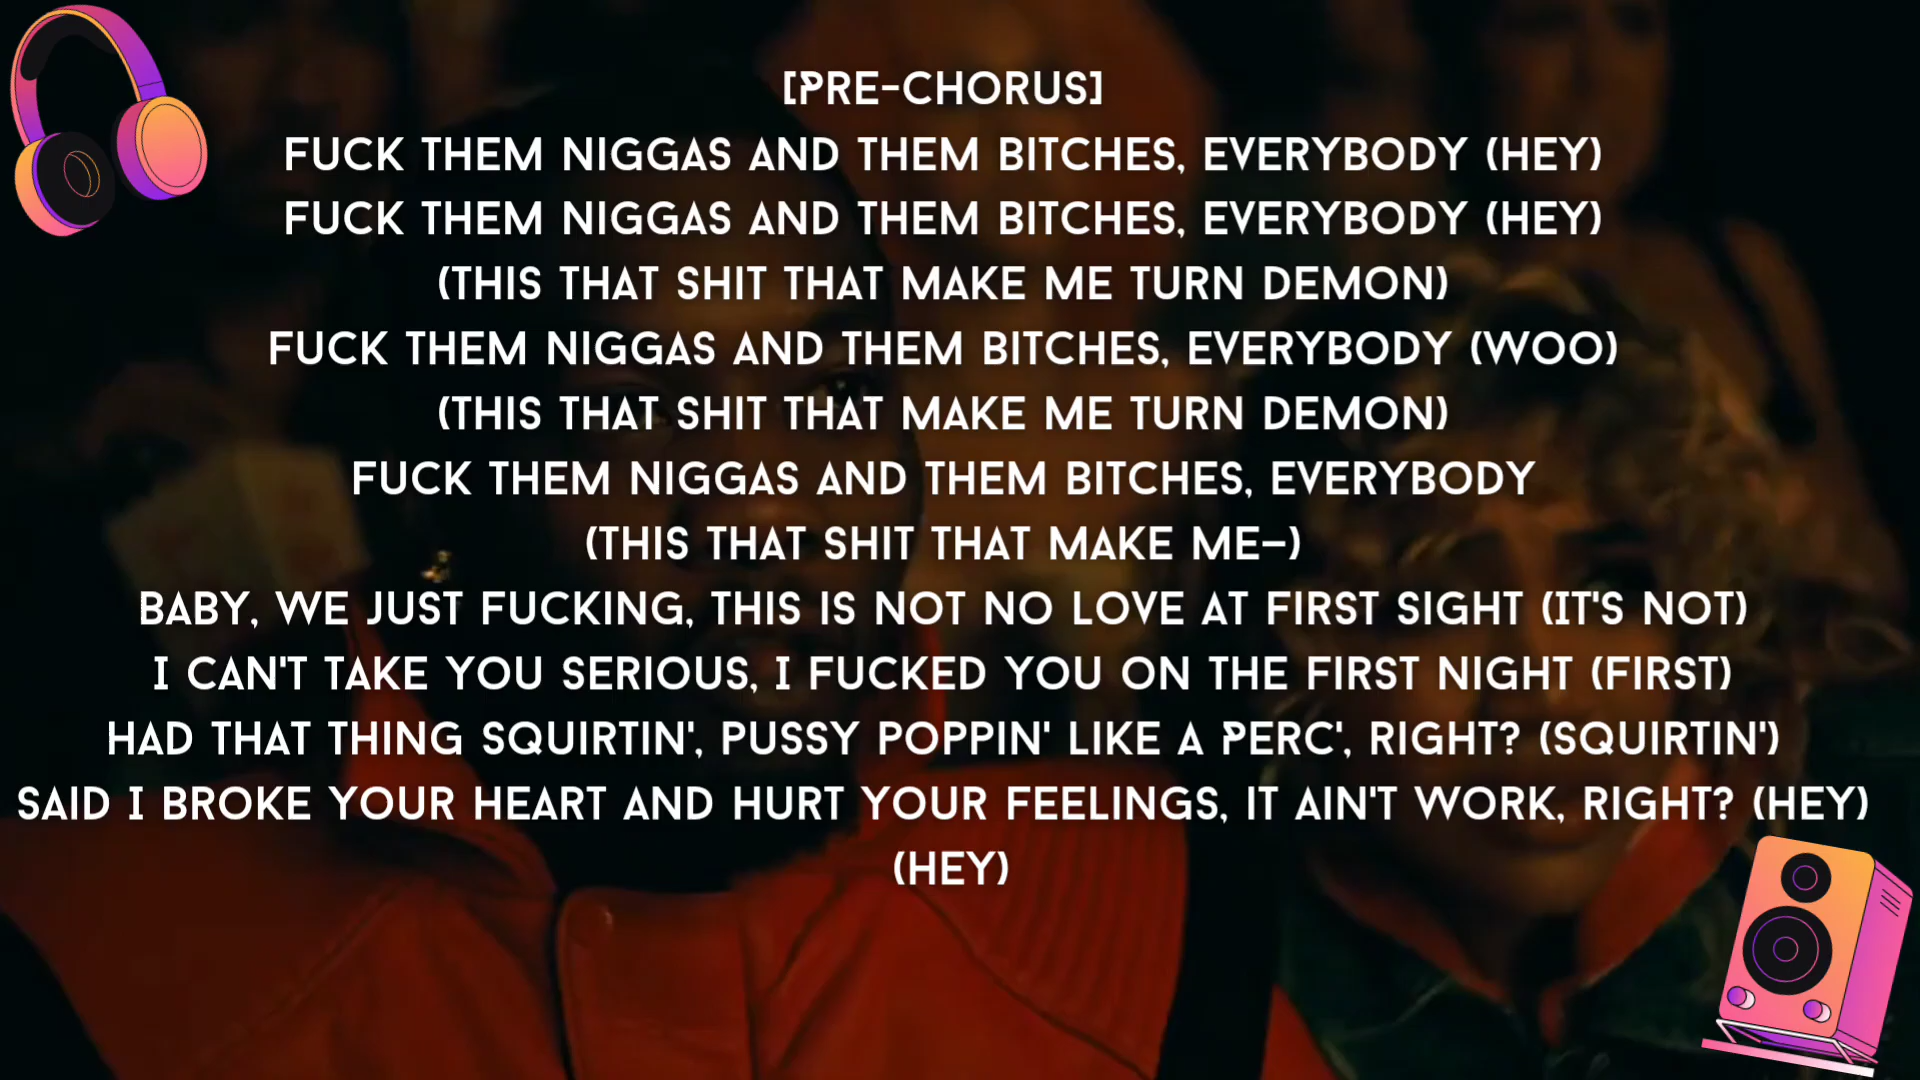 [PRE-CHORUS]
FUCK THEM NIGGAS AND THEM BITCHES, EVERYBODY (HEY)
FUCK THEM NIGGAS AND THEM BITCHES, EVERYBODY (HEY)
(THIS THAT SHIT THAT MAKE ME TURN DEMON)
FUCK THEM NIGGAS AND THEM BITCHES, EVERYBODY (WOO)
(THIS THAT SHIT THAT MAKE ME TURN DEMON)
FUCK THEM NIGGAS AND THEM BITCHES, EVERYBODY
(THIS THAT SHIT THAT MAKE ME–)
BABY, WE JUST FUCKING, THIS IS NOT NO LOVE AT FIRST SIGHT (IT'S NOT)
I CAN'T TAKE YOU SERIOUS, I FUCKED YOU ON THE FIRST NIGHT (FIRST)
HAD THAT THING SQUIRTIN', PUSSY POPPIN' LIKE A PERC', RIGHT? (SQUIRTIN')
SAID I BROKE YOUR HEART AND HURT YOUR FEELINGS, IT AIN'T WORK, RIGHT? (HEY)
(HEY)